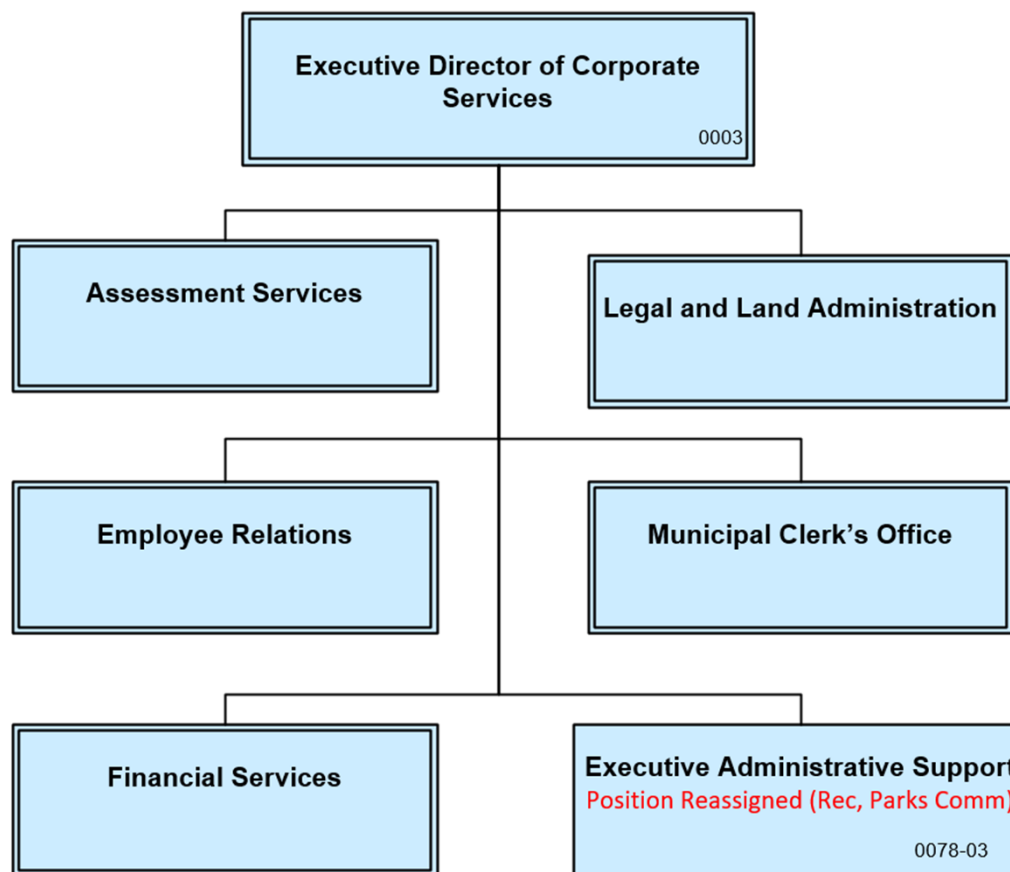 Executive Director of Corporate
Services
0003
Assessment Services
Legal and Land Administration
Employee Relations
Municipal Clerk’s Office
Financial Services
Executive Administrative Support
Position Reassigned (Rec, Parks Comm)
0078-03